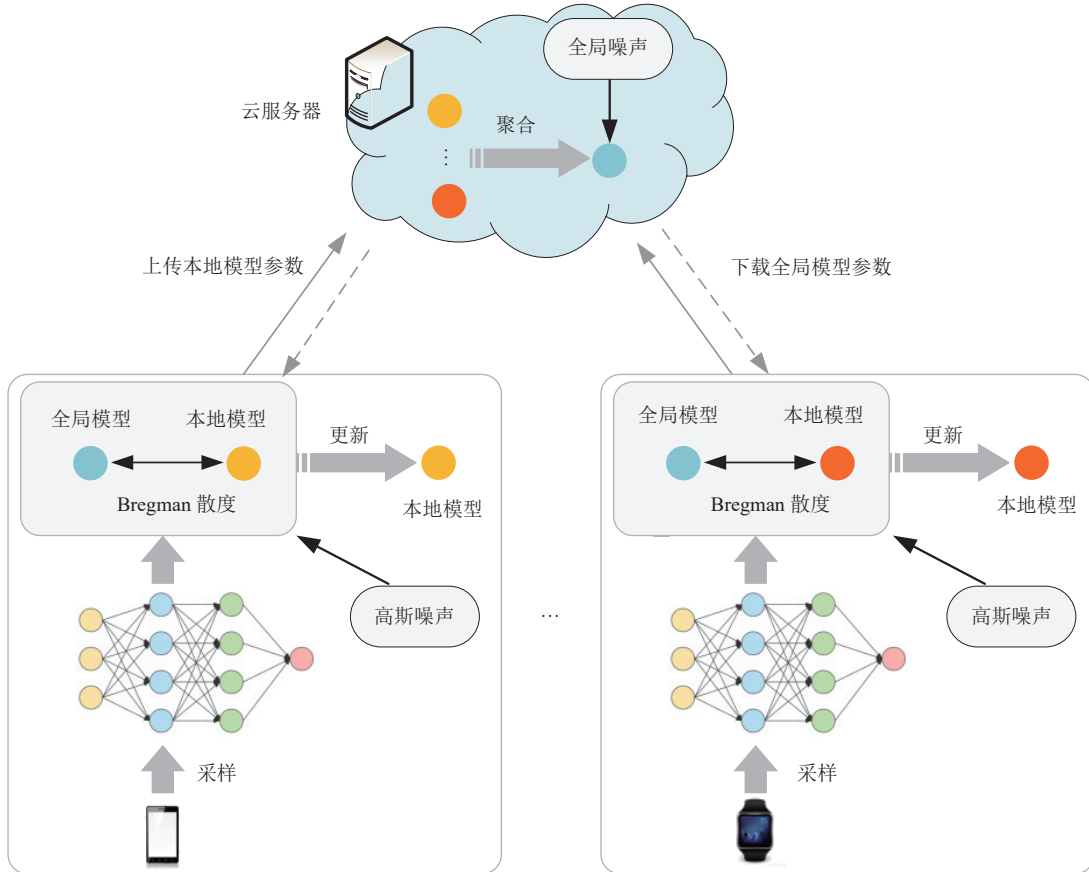 全局噪声
云服务器
聚合
⋮
上传本地模型参数
下载全局模型参数
全局模型
本地模型
更新
Bregman 散度
本地模型
高斯噪声
采样
…
全局模型
本地模型
更新
Bregman 散度
本地模型
高斯噪声
采样